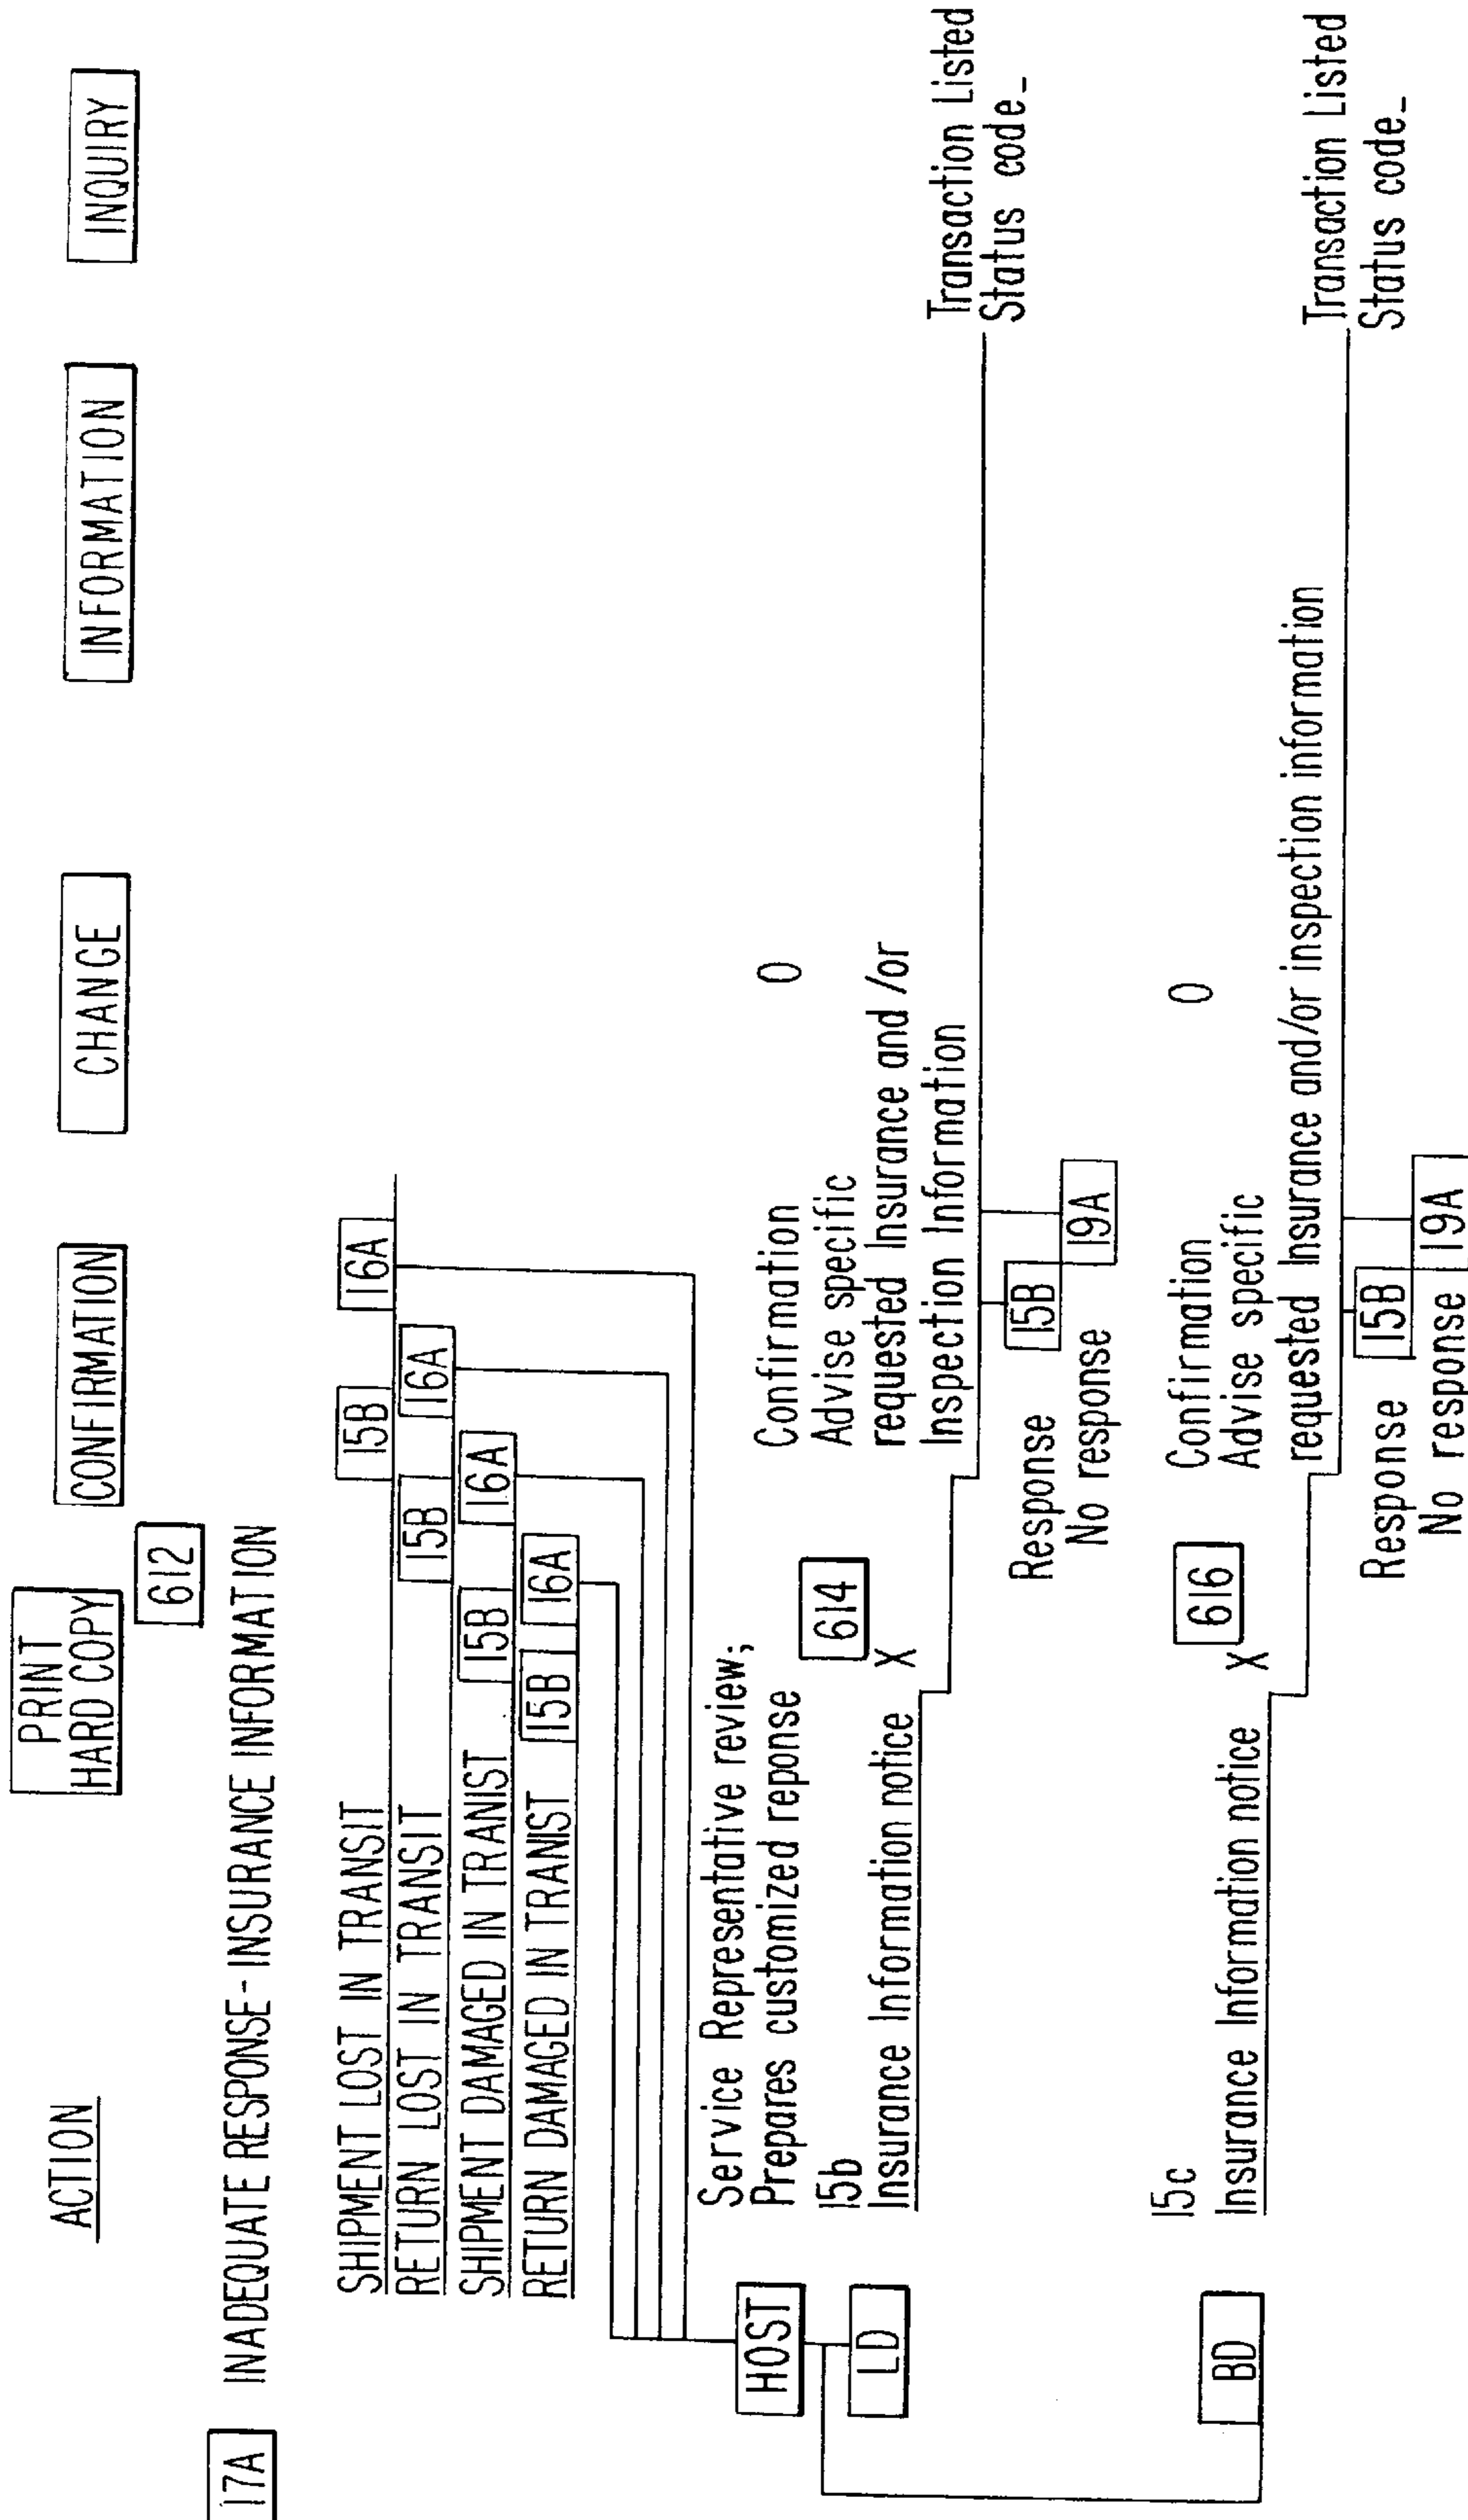 ACTION
PRINT
HARD COPY
CONFIRMATION
CHANGE
INFORMATION
INQUIRY
612
17A
INADEQUATE RESPONSE-INSURANCE INFORMATION
SHIPMENT LOST IN TRANSIT
15B
16A
RETURN LOST IN TRANSIT
15B
16A
SHIPMENT DAMAGED IN TRANIST
15B
16A
RETURN DAMAGED IN TRANIST
15B
16A
HOST
Service Representative review;
Prepares customized reponse
LD
15b
Insurance Information notice
614
X
Confirmation
Advise specific
requested Insurance and /or
Inspection Information
O
Transaction Listed
Status code_
Response
15B
No response
19A
BD
15c
Insurance Information notice
616
X
Confirmation
Advise specific
requested Insurance and/or inspection information
O
Transaction Listed
Status code_
Response
15B
No response
19A